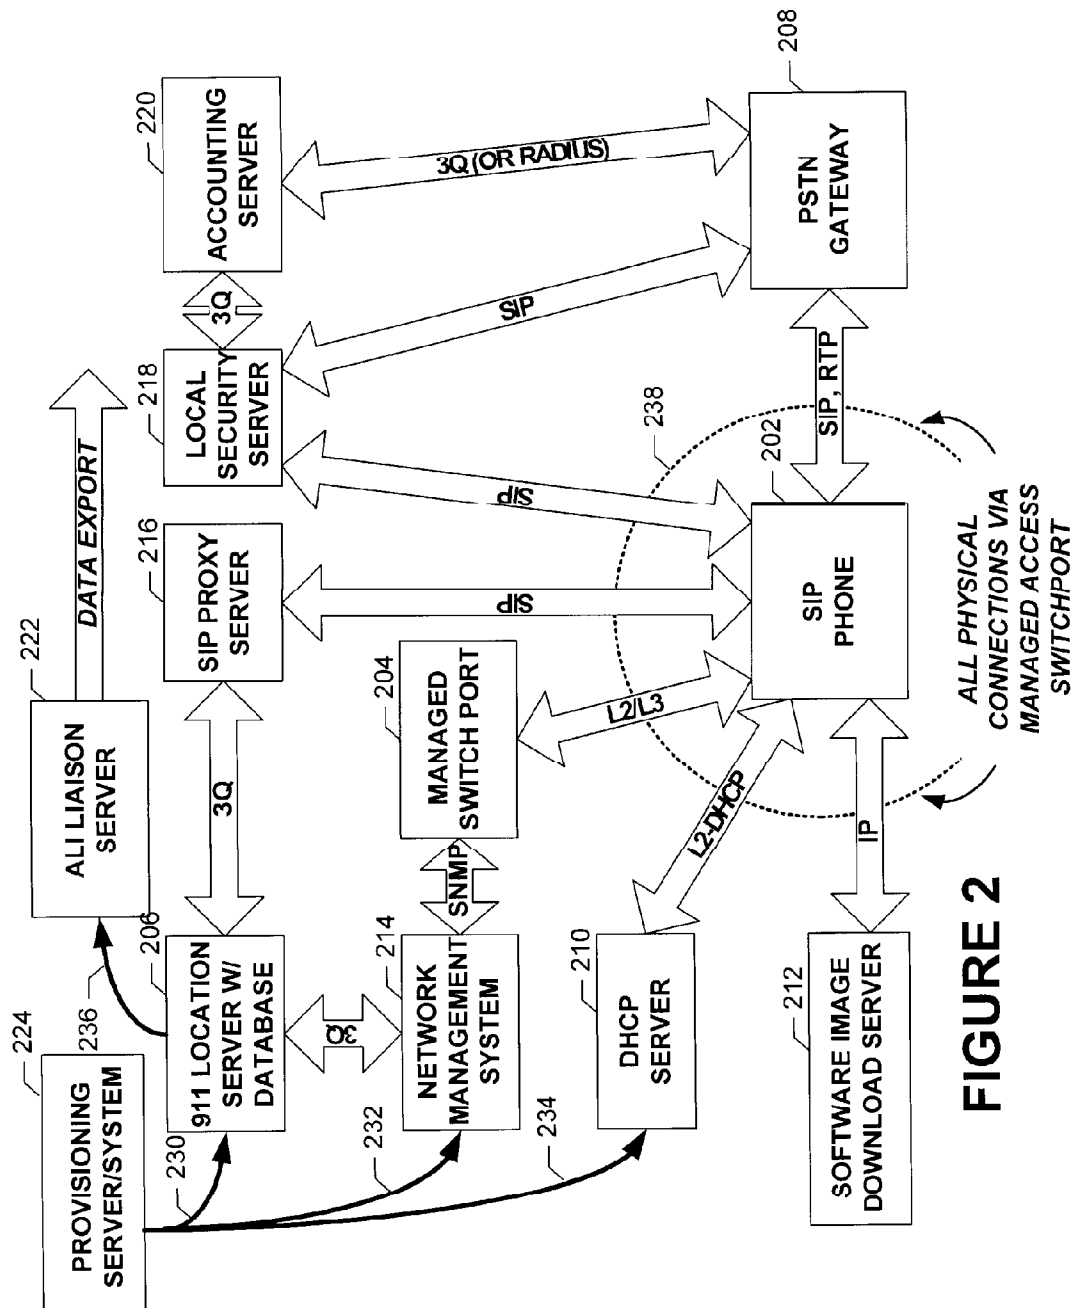 224
PROVISIONING
SERVER/SYSTEM
236
222
ALI LIAISON
SERVER
DATA EXPORT
230
206
911 LOCATION
SERVER W/
DATABASE
3Q
216
SIP PROXY
SERVER
218
LOCAL
SECURITY
SERVER
3Q
220
ACCOUNTING
SERVER
3Q
232
214
NETWORK
MANAGEMENT
SYSTEM
SNMP
204
MANAGED
SWITCH PORT
SIP
SIP
SIP
3Q (OR RADIUS)
234
210
DHCP
SERVER
L2-DHCP
L2/L3
238
212
SOFTWARE IMAGE
DOWNLOAD SERVER
IP
202
SIP
PHONE
SIP, RTP
208
PSTN
GATEWAY
ALL PHYSICAL
CONNECTIONS VIA
MANAGED ACCESS
SWITCHPORT
FIGURE 2